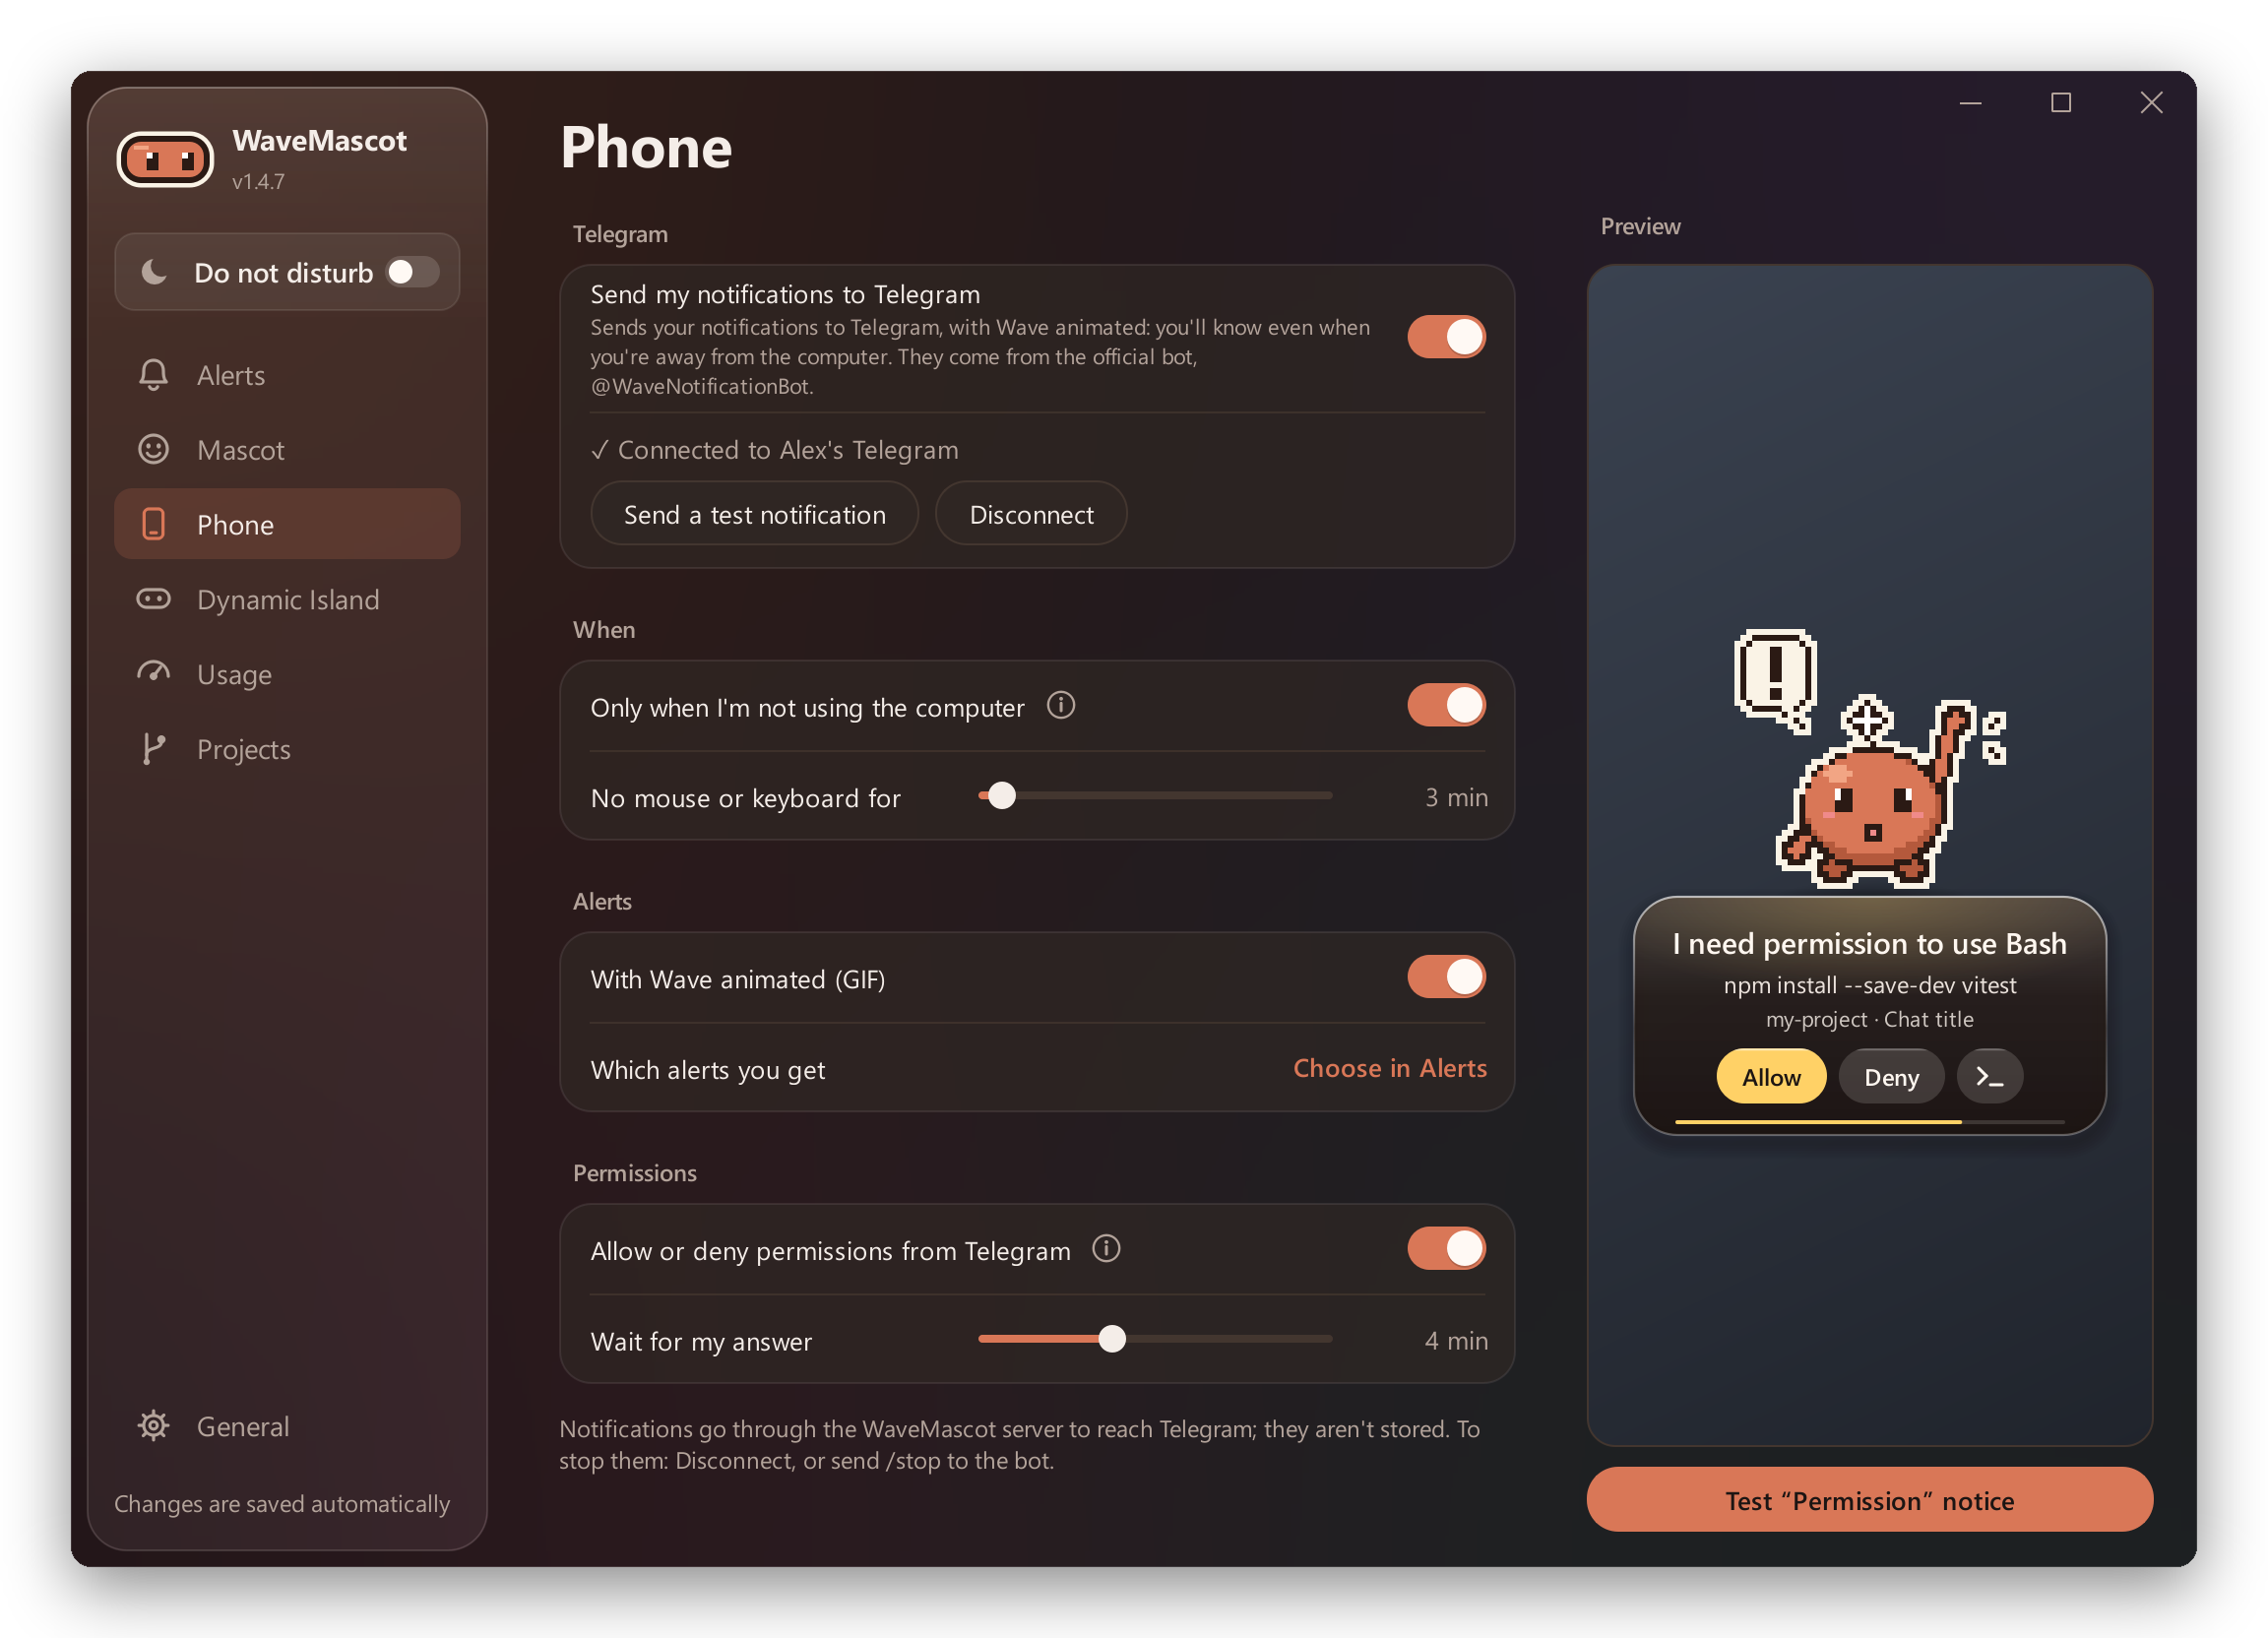 WaveMascot
v1.4.7
Do not disturb
Alerts
Mascot
Phone
Dynamic Island
Usage
Projects
General
Changes are saved automatically
Phone
Telegram
Send my notifications to Telegram
Sends your notifications to Telegram, with Wave animated: you'll know even when
you're away from the computer. They come from the official bot,
@WaveNotificationBot.
✓ Connected to Alex's Telegram
Send a test notification
Disconnect
When
Only when I'm not using the computer
No mouse or keyboard for
3 min
Alerts
With Wave animated (GIF)
Which alerts you get
Choose in Alerts
Permissions
Allow or deny permissions from Telegram
Wait for my answer
4 min
Notifications go through the WaveMascot server to reach Telegram; they aren't stored. To
stop them: Disconnect, or send /stop to the bot.
Preview
!
I need permission to use Bash
npm install --save-dev vitest
my-project · Chat title
Allow
Deny
Test “Permission” notice